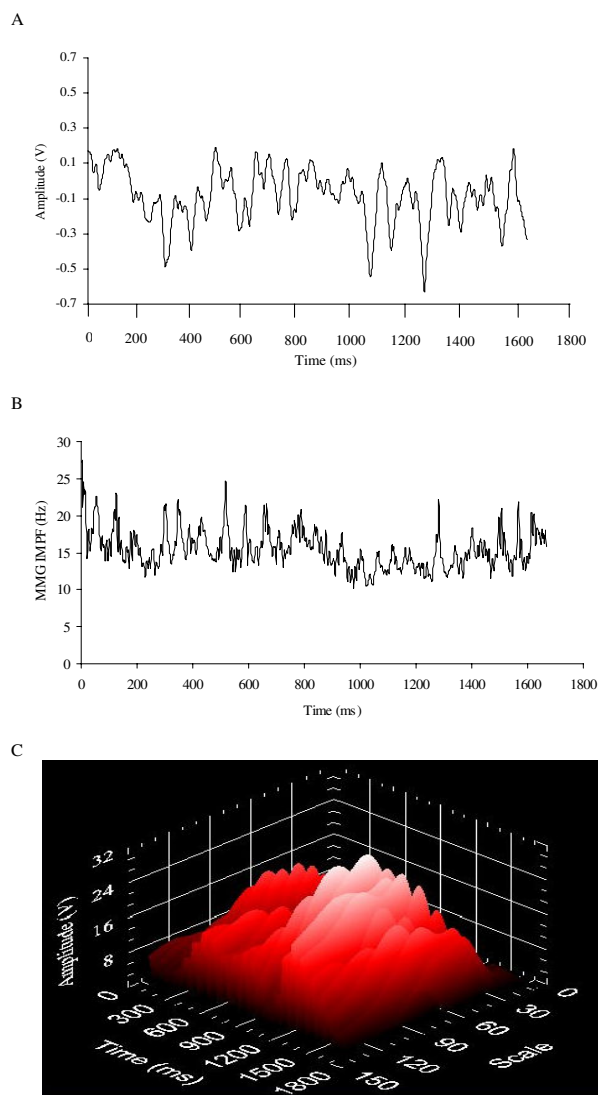 A
0.7
0.5
0.3
0.1
-0.1
-0.3
-0.5
-0.7
Amplitude (V)
0 200 400 600 800 1000 1200 1400 1600 1800
Time (ms)
B
30
25
20
15
10
5
0
MMG IMPF (Hz)
0 200 400 600 800 1000 1200 1400 1600 1800
Time (ms)
C
32
24
16
8
Amplitude (V)
0 300 600 900 1200 1500 1800
Time (ms)
150 120 90 60 30 0
Scale